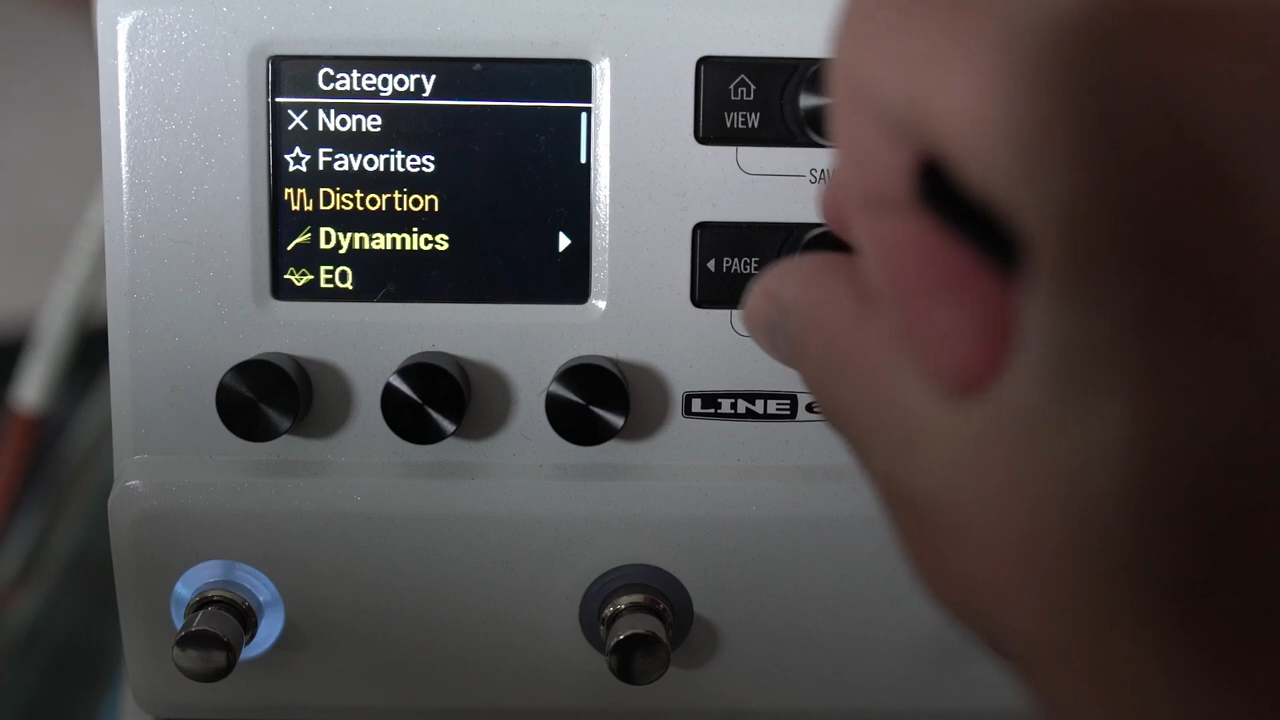 Category
None
Favorites
Distortion
Dynamics
EQ
VIEW
PAGE
LINE